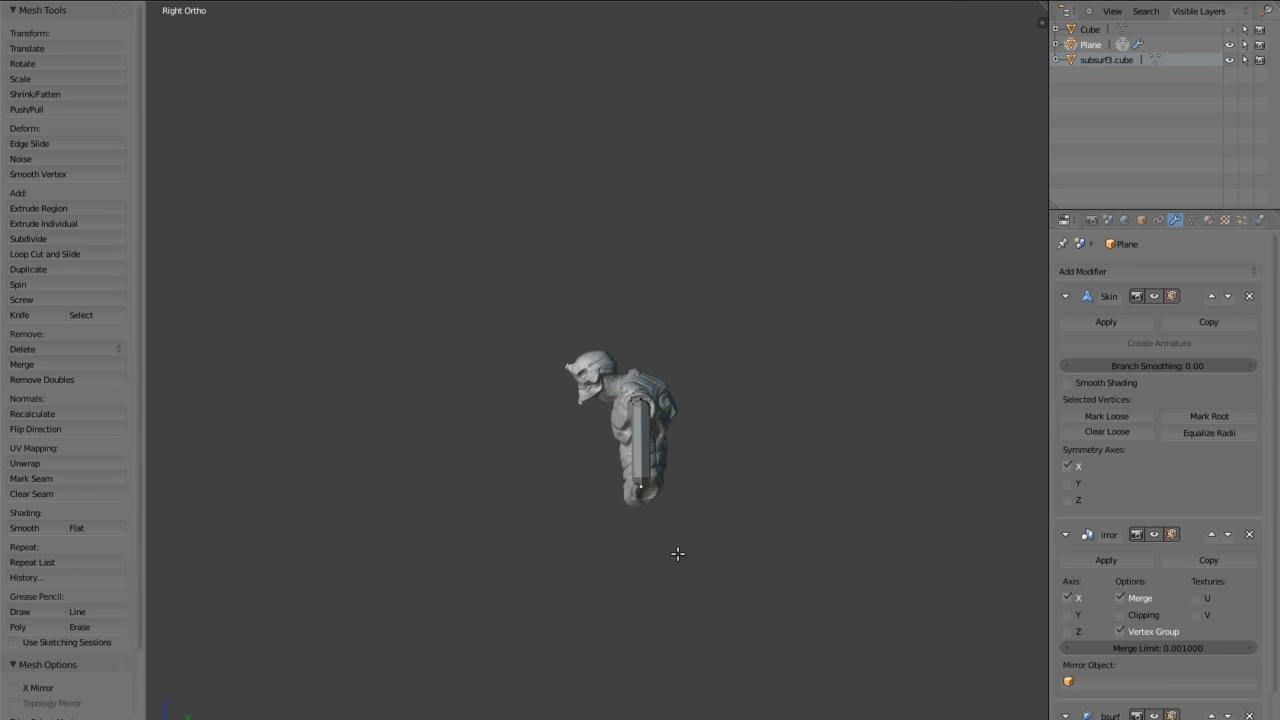 Mesh Tools
Transform:
Translate
Rotate
Scale
Shrink/Fatten
Push/Pull
Deform:
Edge Slide
Noise
Smooth Vertex
Add:
Extrude Region
Extrude Individual
Subdivide
Loop Cut and Slide
Duplicate
Spin
Screw
Knife Select
Remove:
Delete
Merge
Remove Doubles
Normals:
Recalculate
Flip Direction
UV Mapping:
Unwrap
Mark Seam
Clear Seam
Shading:
Smooth Flat
Repeat:
Repeat Last
History...
Grease Pencil:
Draw Line
Poly Erase
Use Sketching Sessions
Mesh Options
X Mirror
Topology Mirror
Right Ortho
View Search Visible Layers
Cube
Plane
subsurf3.cube
Plane
Add Modifier
Skin
Apply Copy
Create Armature
Branch Smoothing: 0.00
Smooth Shading
Selected Vertices:
Mark Loose Mark Root
Clear Loose Equalize Radii
Symmetry Axes:
X
Y
Z
irror
Apply Copy
Axis: Options: Textures:
X Merge U
Y Clipping V
Z Vertex Group
Merge Limit: 0.001000
Mirror Object:
bsurf